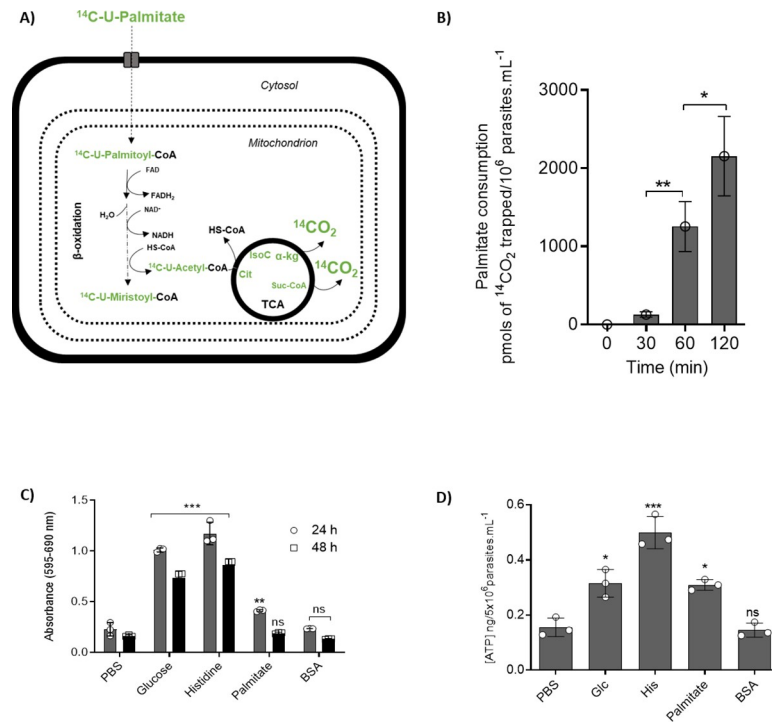 A)
¹⁴C-U-Palmitate
Cytosol
Mitochondrion
¹⁴C-U-Palmitoyl-CoA
FAD
FADH₂
H₂O
NAD⁺
NADH
HS-CoA
β-oxidation
¹⁴C-U-Acetyl-CoA
¹⁴C-U-Miristoyl-CoA
HS-CoA
¹⁴CO₂
IsoC α-kg
¹⁴CO₂
Cit
Suc-CoA
TCA
B)
Palmitate consumption
pmols of ¹⁴CO₂ trapped/10⁶ parasites.mL⁻¹
3000
2000
1000
0
*
**
0 30 60 120
Time (min)
C)
Absorbance (595-690 nm)
1.5
1.0
0.5
0.0
***
24 h
48 h
**
ns
ns
PBS
Glucose
Histidine
Palmitate
BSA
D)
[ATP] ng/5x10⁶parasites.mL⁻¹
0.6
0.4
0.2
0.0
*
***
*
ns
PBS
Glc
His
Palmitate
BSA